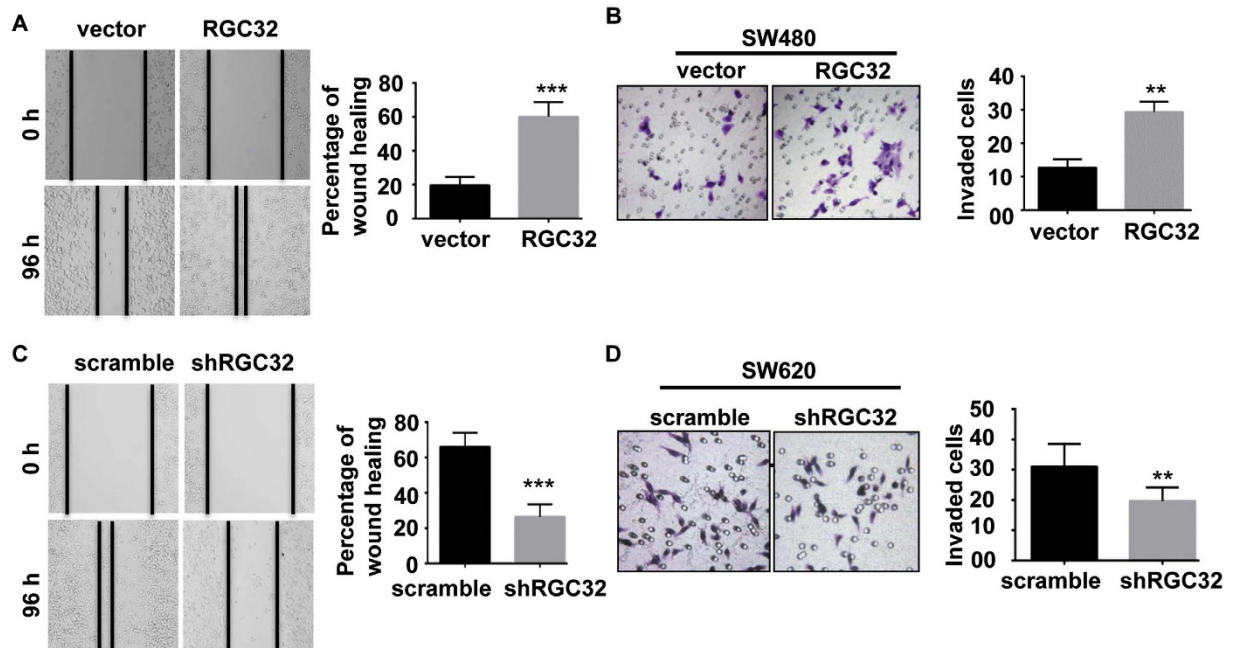 A
vector RGC32
0 h
96 h
Percentage of
wound healing
80
60
40
20
0
***
vector RGC32
B
SW480
vector RGC32
Invaded cells
40
30
20
10
00
**
vector RGC32
C
scramble shRGC32
0 h
96 h
Percentage of
wound healing
80
60
40
20
0
***
scramble shRGC32
D
SW620
scramble shRGC32
Invaded cells
50
40
30
20
10
00
**
scramble shRGC32